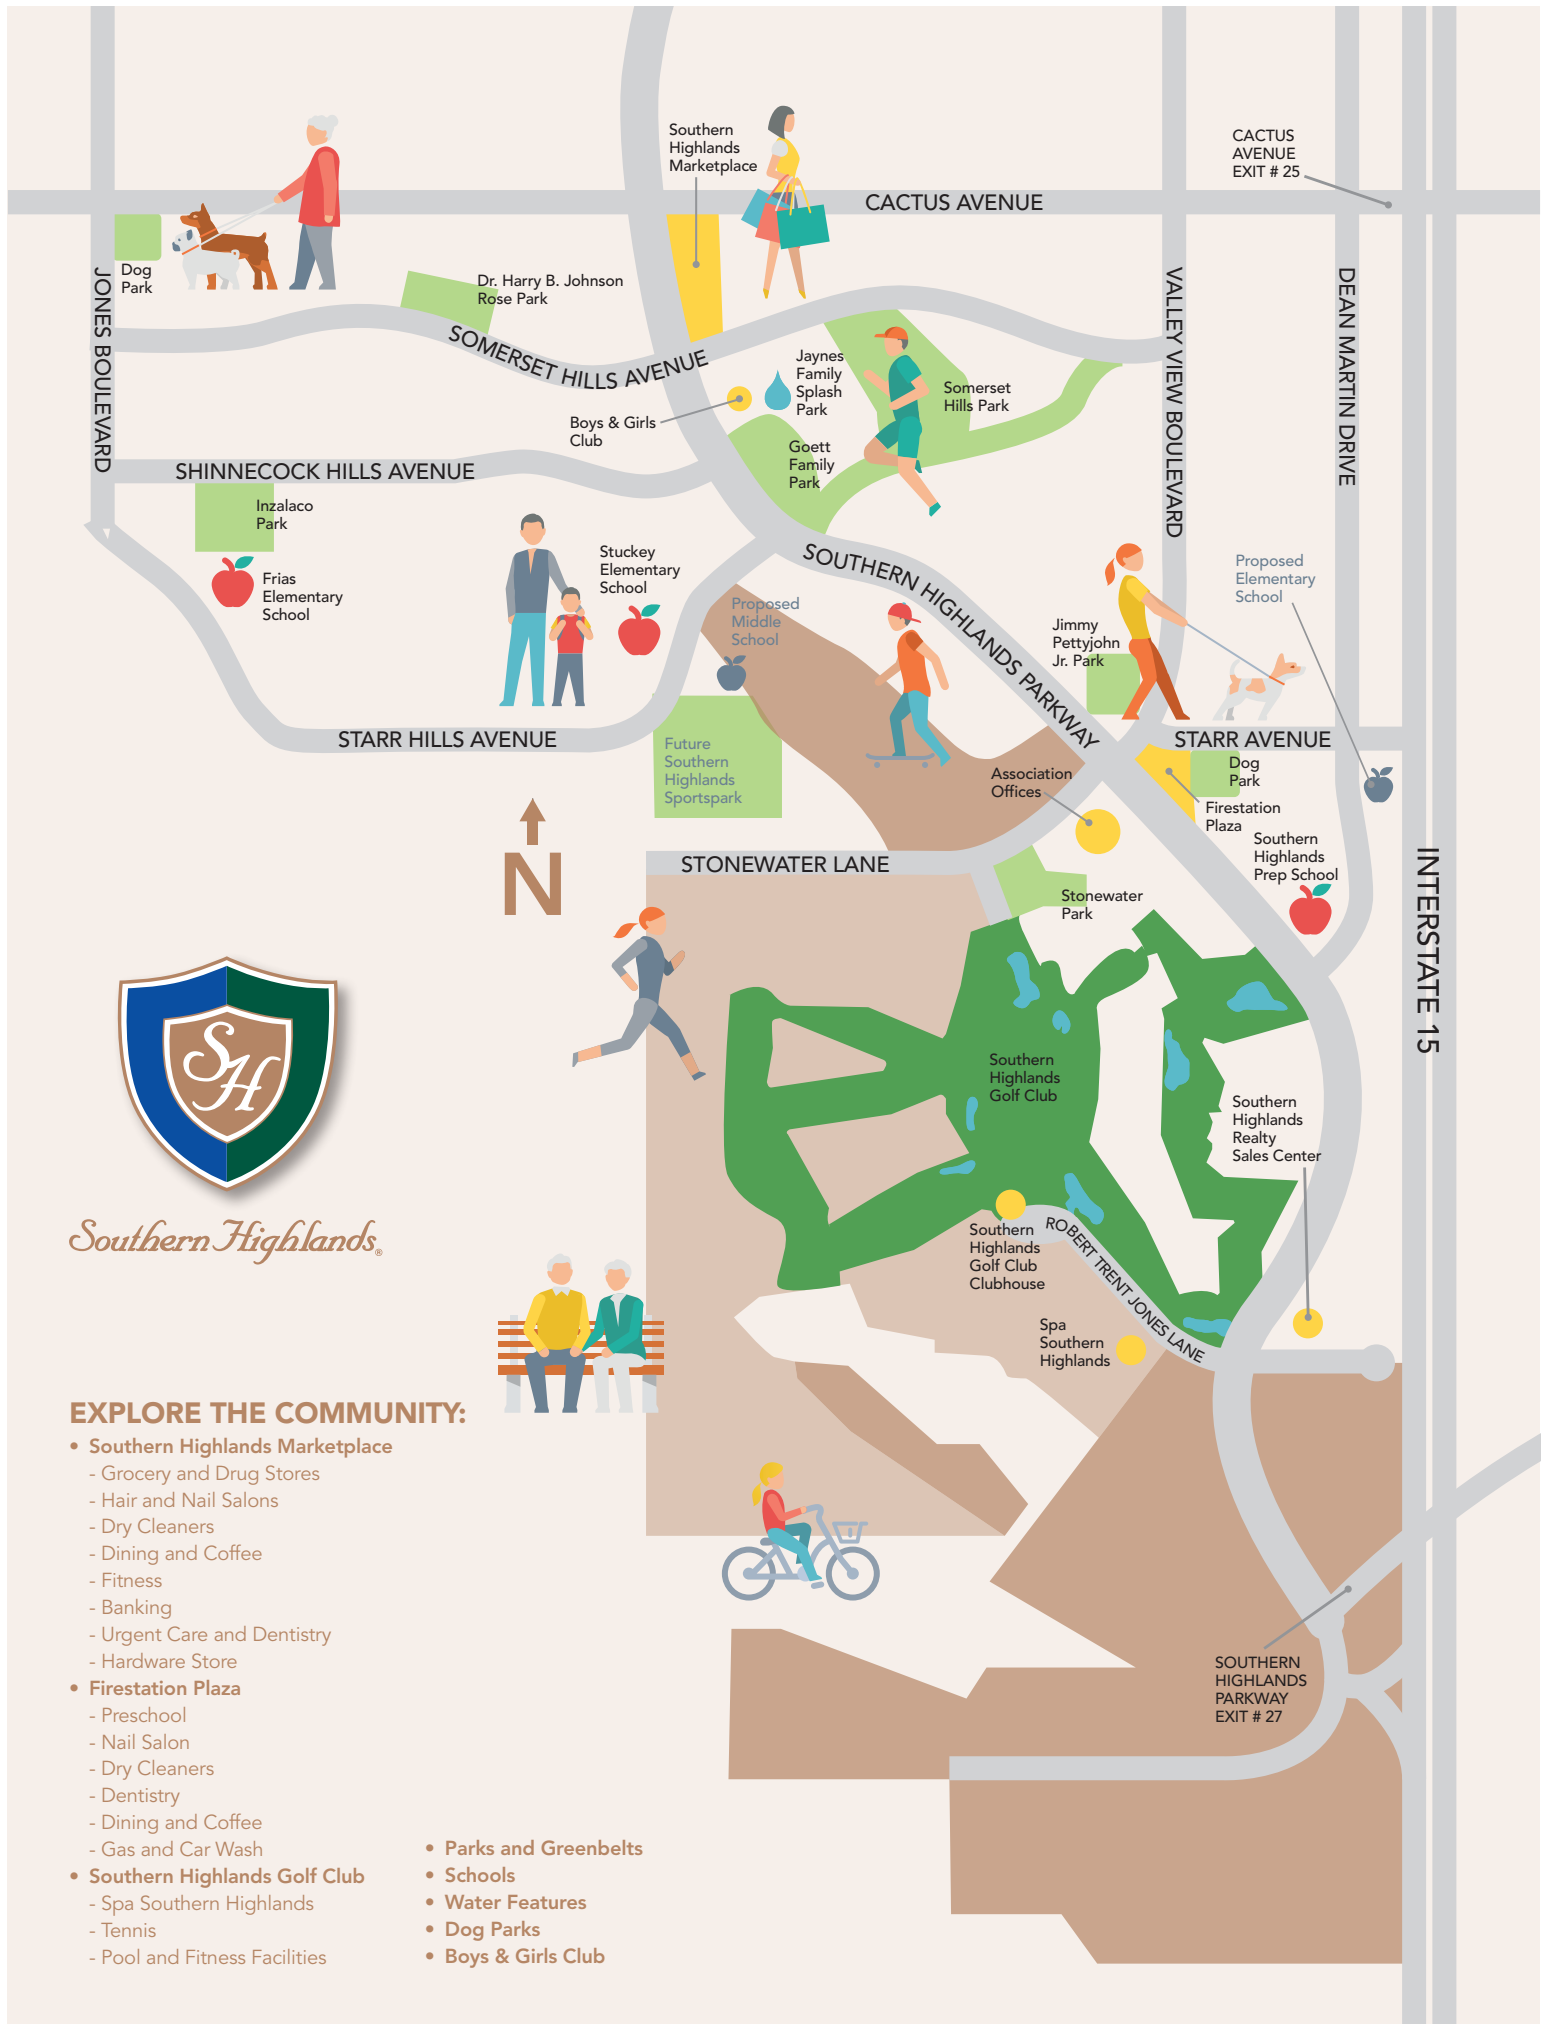 Southern
Highlands
Marketplace
CACTUS
AVENUE
EXIT # 25
CACTUS AVENUE
Dog
Park
Dr. Harry B. Johnson
Rose Park
JONES BOULEVARD
SOMERSET HILLS AVENUE
VALLEY VIEW BOULEVARD
DEAN MARTIN DRIVE
Jaynes
Family
Splash
Park
Somerset
Hills Park
Boys & Girls
Club
Goett
Family
Park
SHINNECOCK HILLS AVENUE
Inzalaco
Park
Frias
Elementary
School
Stuckey
Elementary
School
SOUTHERN HIGHLANDS PARKWAY
Proposed
Elementary
School
Proposed
Middle
School
Jimmy
Pettyjohn
Jr. Park
STARR HILLS AVENUE
STARR AVENUE
Future
Southern
Highlands
Sportspark
Association
Offices
Dog
Park
Firestation
Plaza
Southern
Highlands
Prep School
N
STONEWATER LANE
Stonewater
Park
INTERSTATE 15
SH
Southern Highlands®
Southern
Highlands
Golf Club
Southern
Highlands
Realty
Sales Center
Southern
Highlands
Golf Club
Clubhouse
ROBERT TRENT JONES LANE
Spa
Southern
Highlands
SOUTHERN
HIGHLANDS
PARKWAY
EXIT # 27
EXPLORE THE COMMUNITY:
• Southern Highlands Marketplace
- Grocery and Drug Stores
- Hair and Nail Salons
- Dry Cleaners
- Dining and Coffee
- Fitness
- Banking
- Urgent Care and Dentistry
- Hardware Store
• Firestation Plaza
- Preschool
- Nail Salon
- Dry Cleaners
- Dentistry
- Dining and Coffee
- Gas and Car Wash
• Southern Highlands Golf Club
- Spa Southern Highlands
- Tennis
- Pool and Fitness Facilities
• Parks and Greenbelts
• Schools
• Water Features
• Dog Parks
• Boys & Girls Club